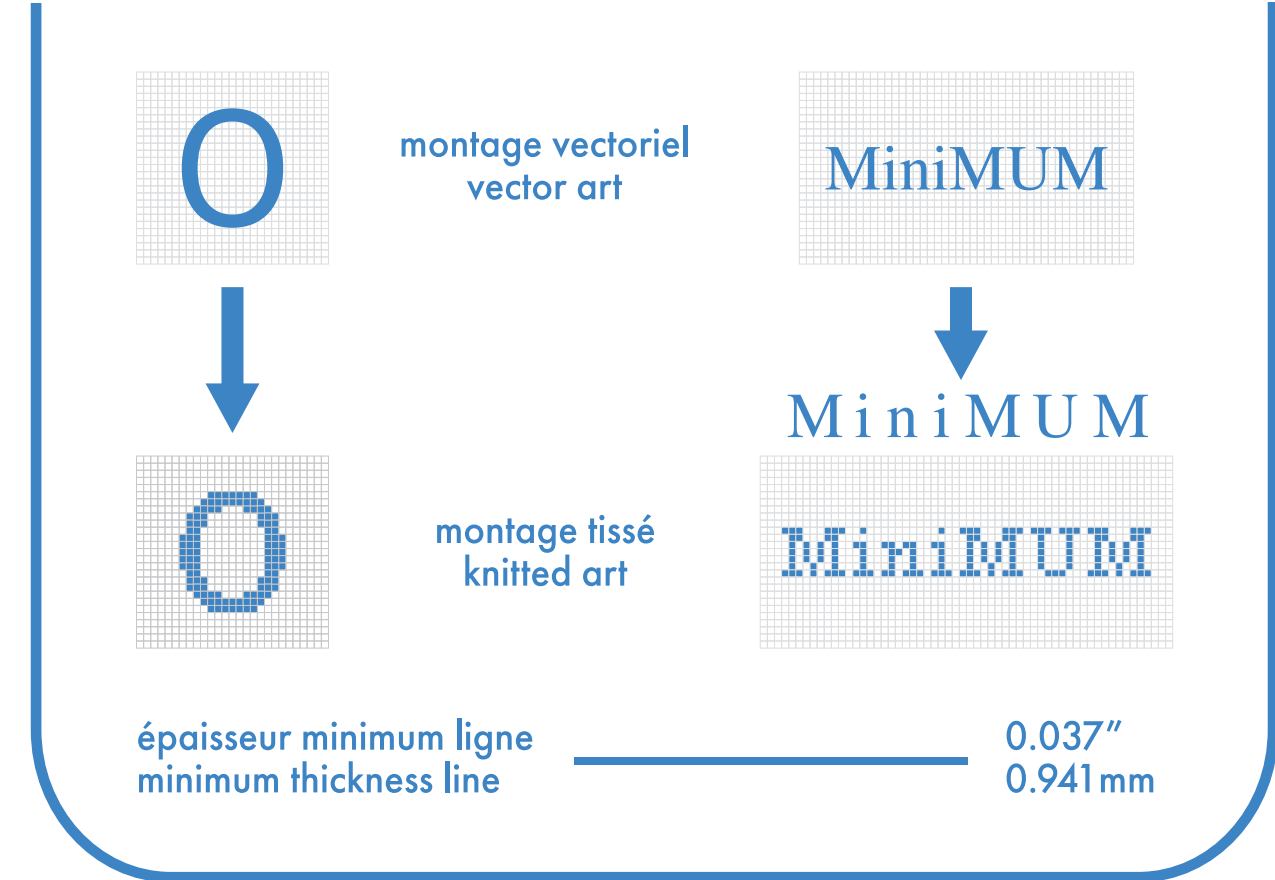 O
montage vectoriel
vector art
MiniMUM
MiniMUM
O
montage tissé
knitted art
MiniMUM
épaisseur minimum ligne
minimum thickness line
0.037"
0.941mm